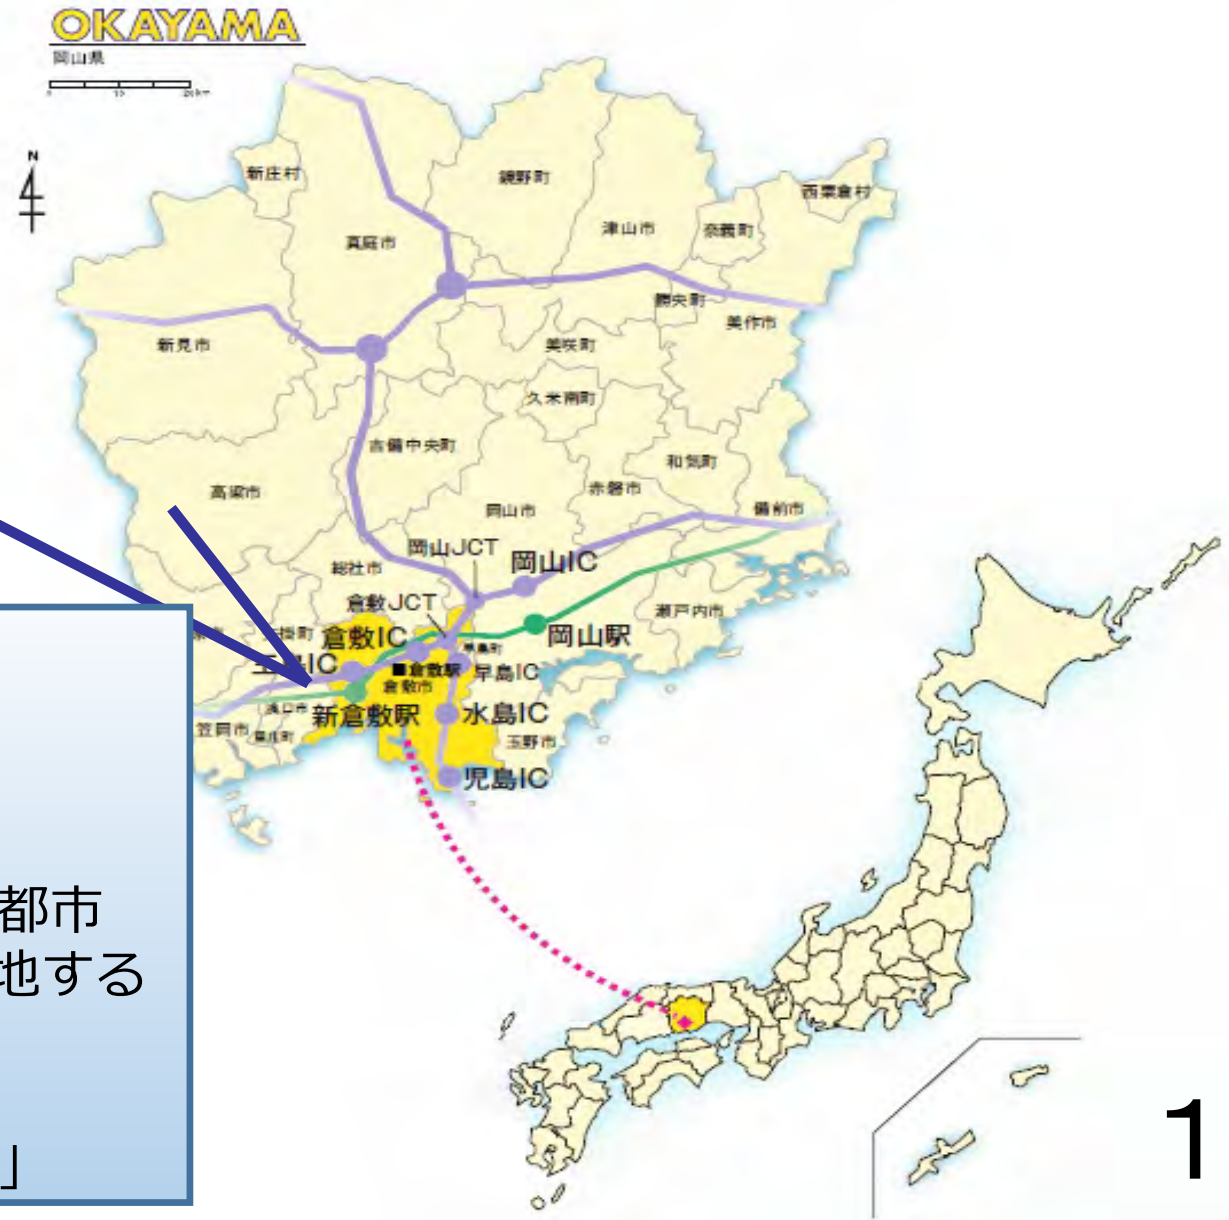 OKAYAMA
岡山県
N
新庄村
鏡野町
西粟倉村
津山市
奈義町
真庭市
勝央町
美作市
新見市
美咲町
久米南町
吉備中央町
和気町
高梁市
赤磐市
岡山市
備前市
岡山JCT
岡山IC
総社市
倉敷JCT
瀬戸内市
倉敷IC
岡山駅
早島町
■倉敷駅
早島IC
倉敷市
新倉敷駅
水島IC
笠岡市
玉野市
児島IC
都市
地する
」
1